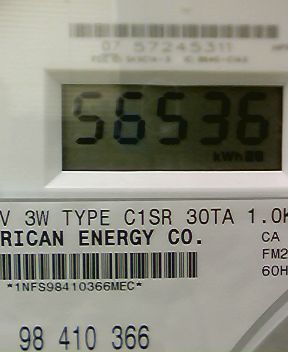 07 57245311
56536
kWh
V 3W TYPE C1SR 30TA 1.0K
RICAN ENERGY CO.
CA
FM2
60H
*1NFS98410366MEC*
98 410 366